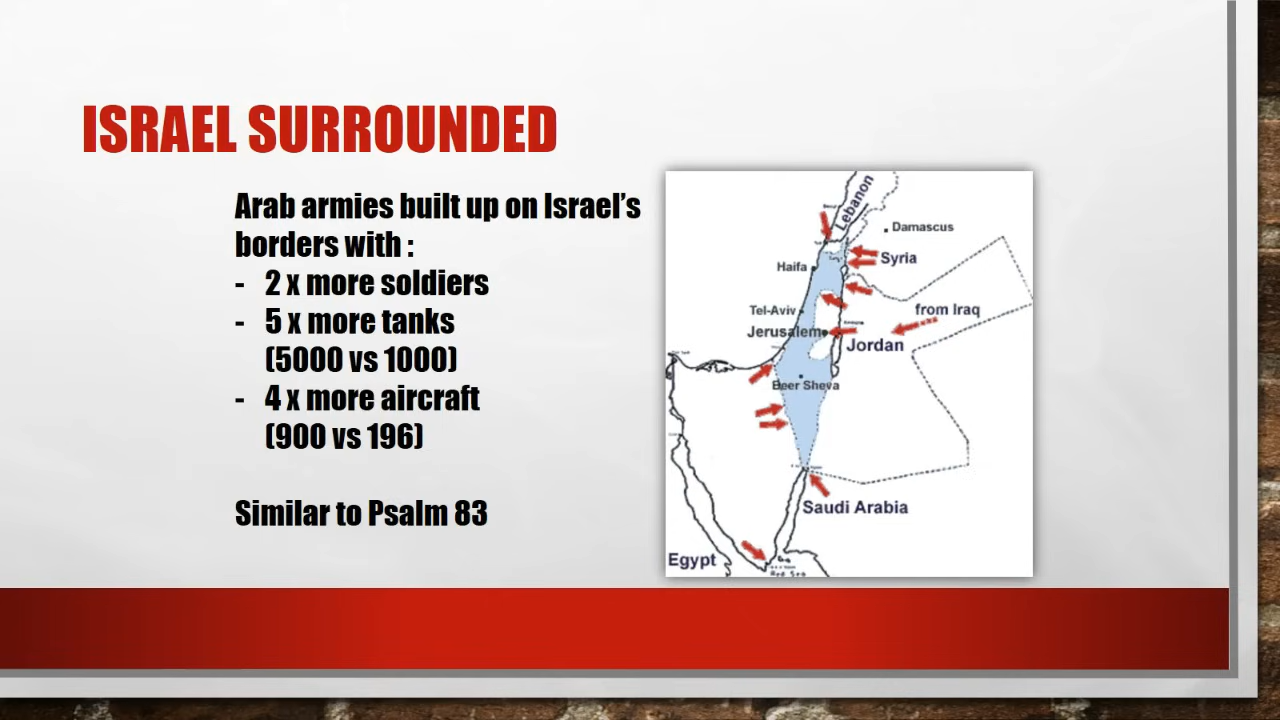 ISRAEL SURROUNDED
Arab armies built up on Israel's
borders with :
- 2 x more soldiers
- 5 x more tanks
(5000 vs 1000)
- 4 x more aircraft
(900 vs 196)
Similar to Psalm 83
Lebanon
Damascus
Syria
Haifa
from Iraq
Tel-Aviv
Jerusalem
Jordan
Beer Sheva
Saudi Arabia
Egypt
Red Sea